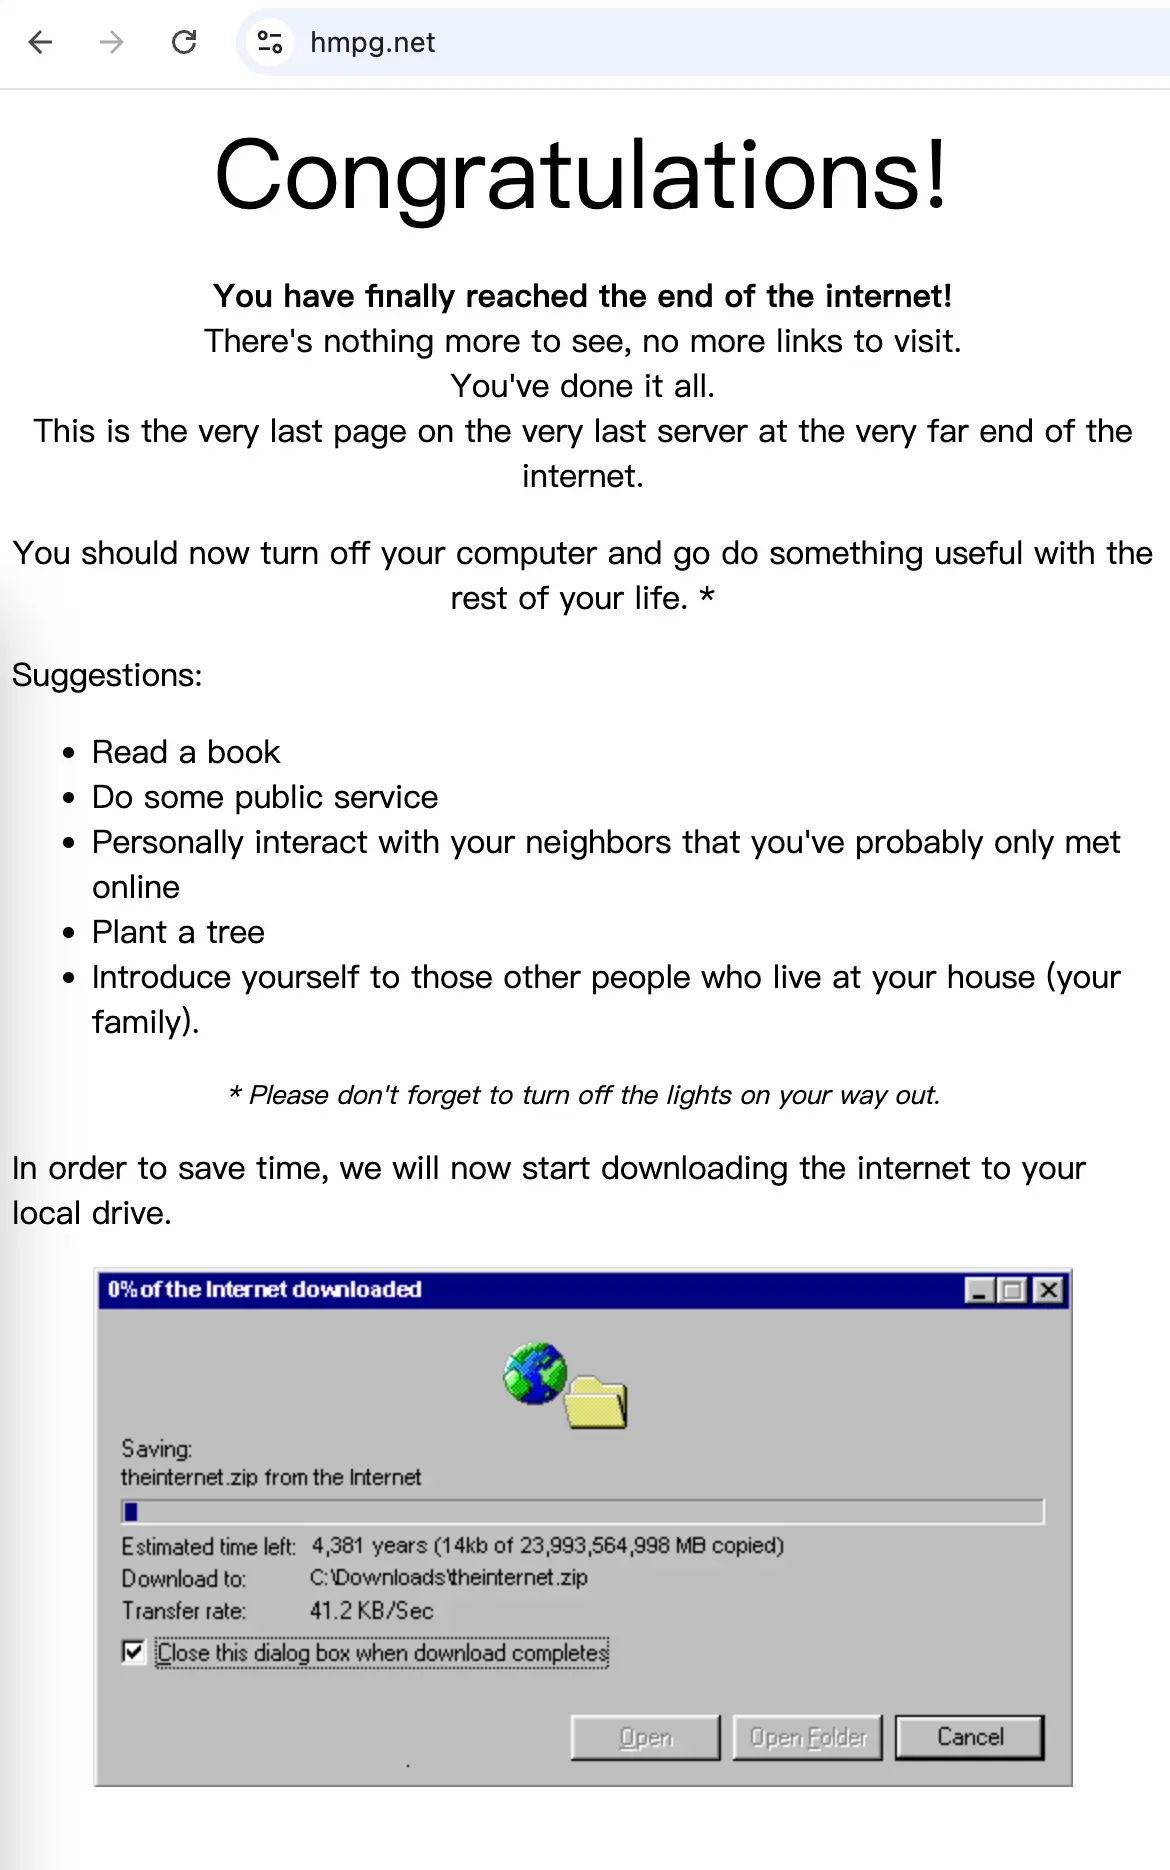 hmpg.net
Congratulations!
You have finally reached the end of the internet!
There's nothing more to see, no more links to visit.
You've done it all.
This is the very last page on the very last server at the very far end of the
internet.
You should now turn off your computer and go do something useful with the
rest of your life. *
Suggestions:
• Read a book
• Do some public service
• Personally interact with your neighbors that you've probably only met
online
• Plant a tree
• Introduce yourself to those other people who live at your house (your
family).
* Please don't forget to turn off the lights on your way out.
In order to save time, we will now start downloading the internet to your
local drive.
0% of the Internet downloaded
Saving:
theinternet.zip from the Internet
Estimated time left: 4,381 years (14kb of 23,993,564,998 MB copied)
Download to: C:\Downloads\theinternet.zip
Transfer rate: 41.2 KB/Sec
Close this dialog box when download completes
Open Open Folder Cancel